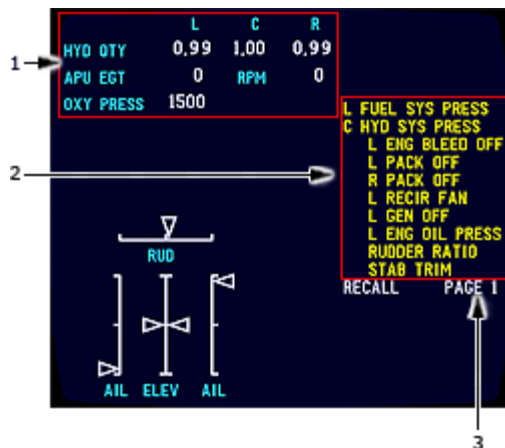 L C R
HYD QTY 0.99 1.00 0.99
APU EGT 0 RPM 0
OXY PRESS 1500
1
L FUEL SYS PRESS
C HYD SYS PRESS
L ENG BLEED OFF
L PACK OFF
R PACK OFF
L RECIR FAN
L GEN OFF
L ENG OIL PRESS
RUDDER RATIO
STAB TRIM
2
RECALL PAGE 1
RUD
AIL ELEV AIL
3